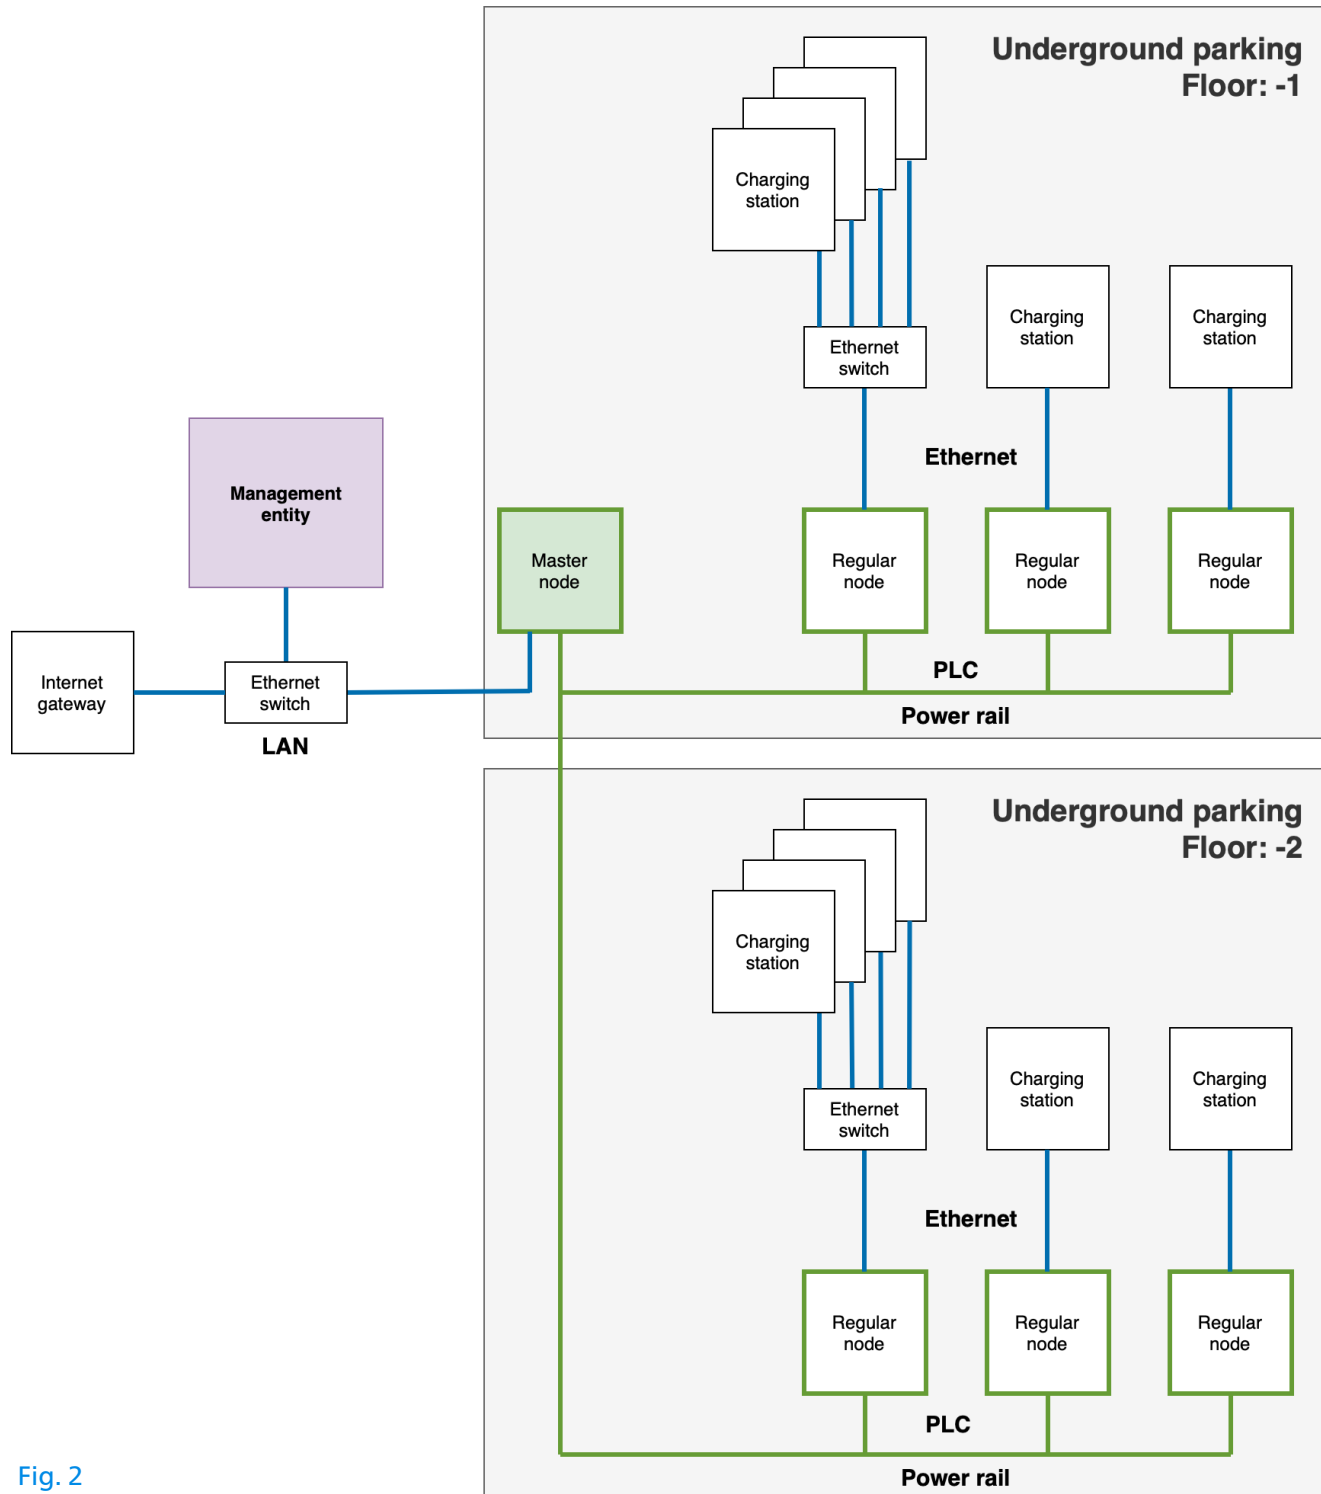 Underground parking
Floor: -1
Charging
station
Charging
station
Charging
station
Ethernet
switch
Ethernet
Management
entity
Master
node
Regular
node
Regular
node
Regular
node
Internet
gateway
Ethernet
switch
LAN
PLC
Power rail
Underground parking
Floor: -2
Charging
station
Charging
station
Charging
station
Ethernet
switch
Ethernet
Regular
node
Regular
node
Regular
node
PLC
Power rail
Fig. 2